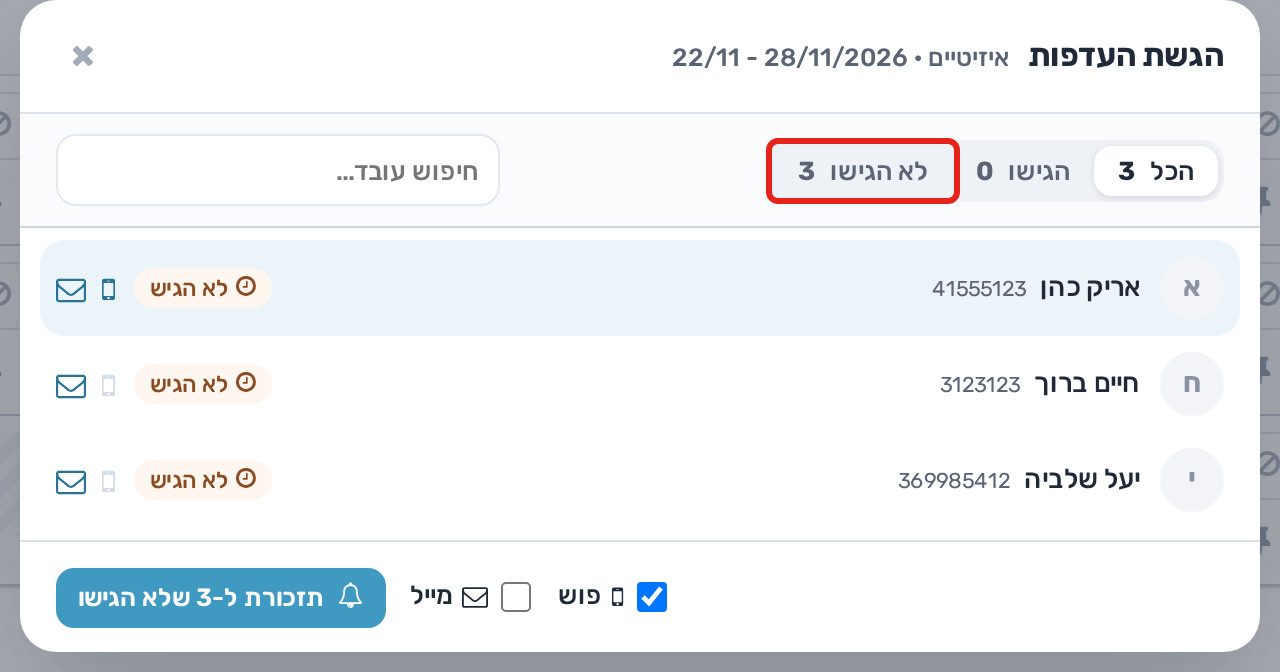 הגשת העדפות איזיטיים • 22/11 - 28/11/2026
הכל 3 הגישו 0 לא הגישו 3 חיפוש עובד...
א אריק כהן 41555123 לא הגיש
ח חיים ברוך 3123123 לא הגיש
י יעל שלביה 369985412 לא הגיש
פוש מייל תזכורת ל-3 שלא הגישו